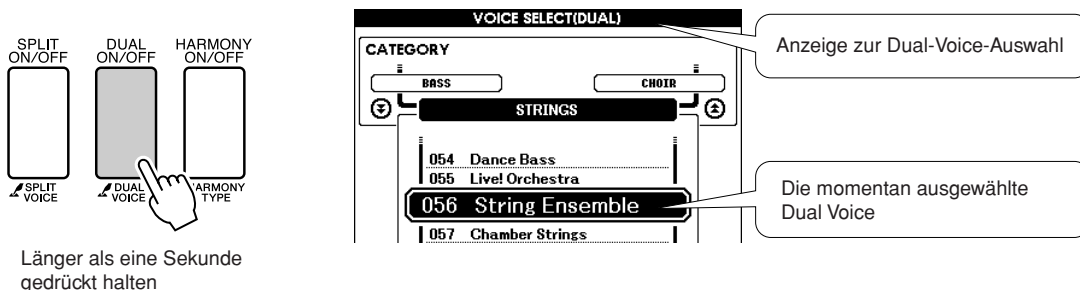 SPLIT
ON/OFF
DUAL
ON/OFF
HARMONY
ON/OFF
SPLIT
VOICE
DUAL
VOICE
ARMONY
TYPE
Länger als eine Sekunde
gedrückt halten
VOICE SELECT(DUAL)
CATEGORY
BASS
CHOIR
STRINGS
054 Dance Bass
055 Live! Orchestra
056 String Ensemble
057 Chamber Strings
Anzeige zur Dual-Voice-Auswahl
Die momentan ausgewählte
Dual Voice